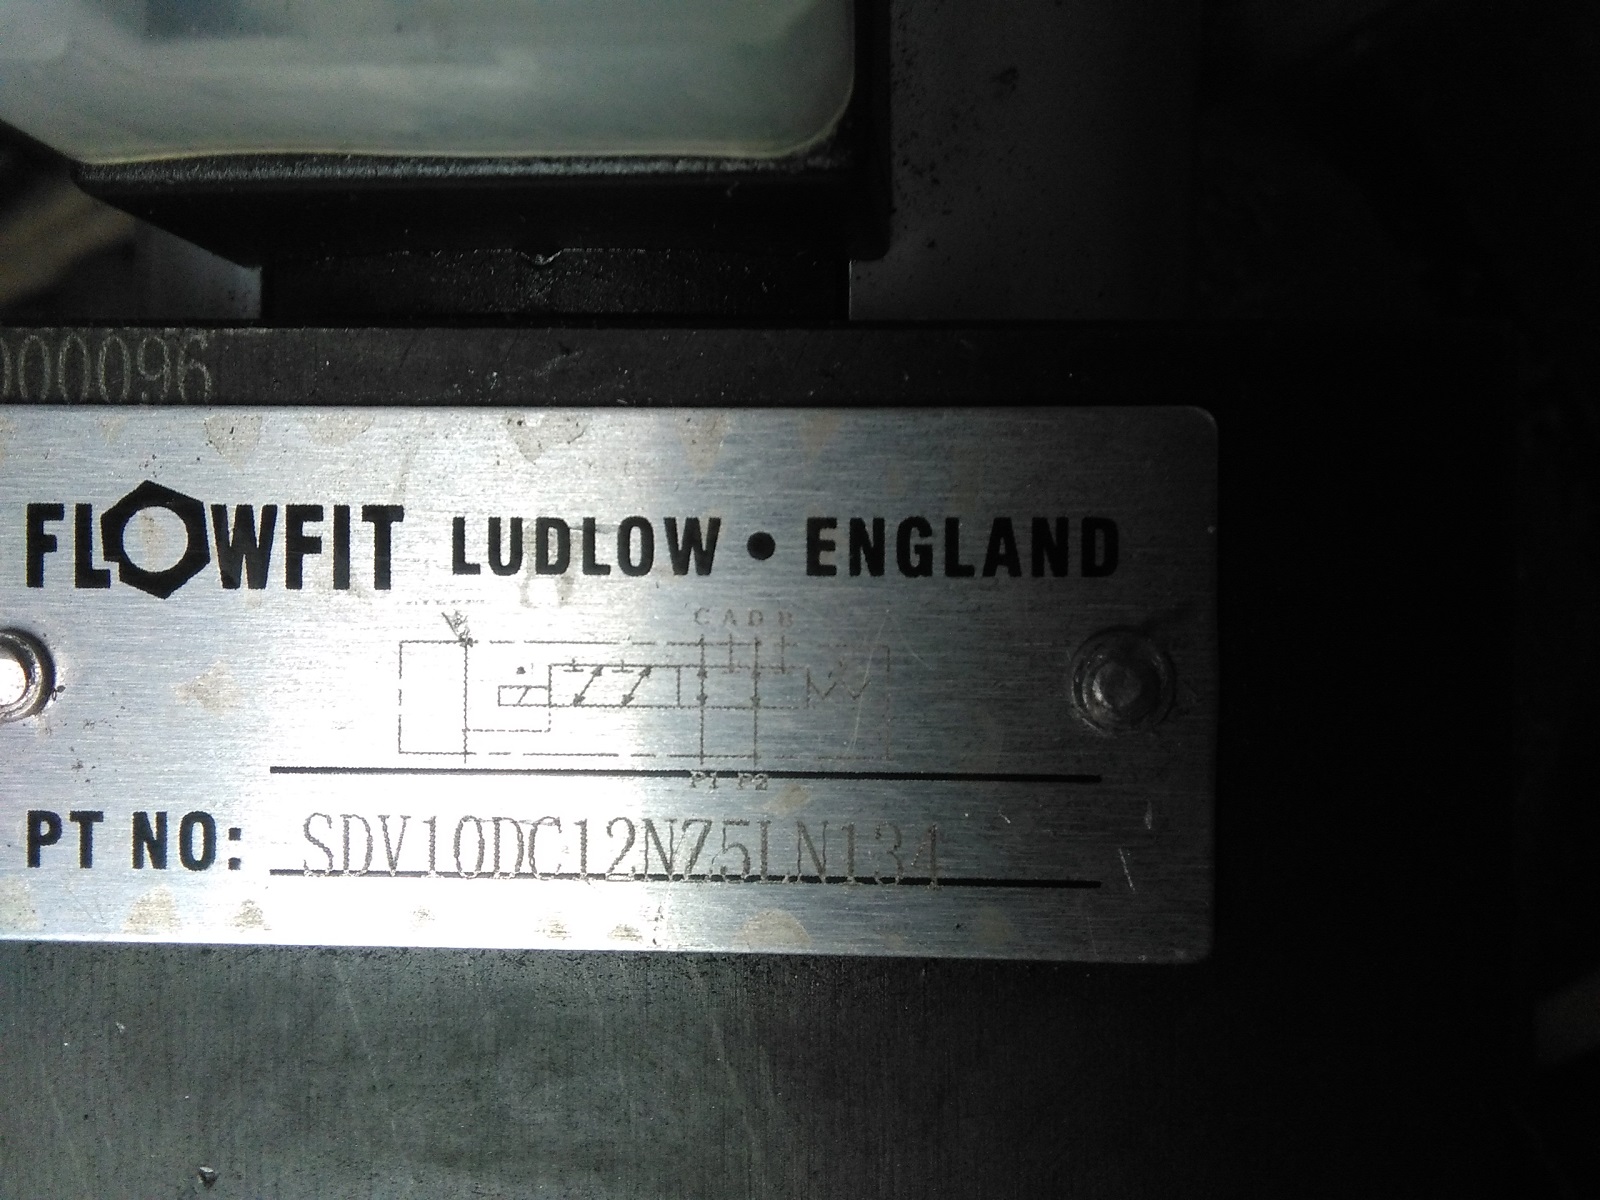 000096
FLOWFIT LUDLOW • ENGLAND
C A D B
P1 P2
PT NO: SDV10DC12NZ5LN134